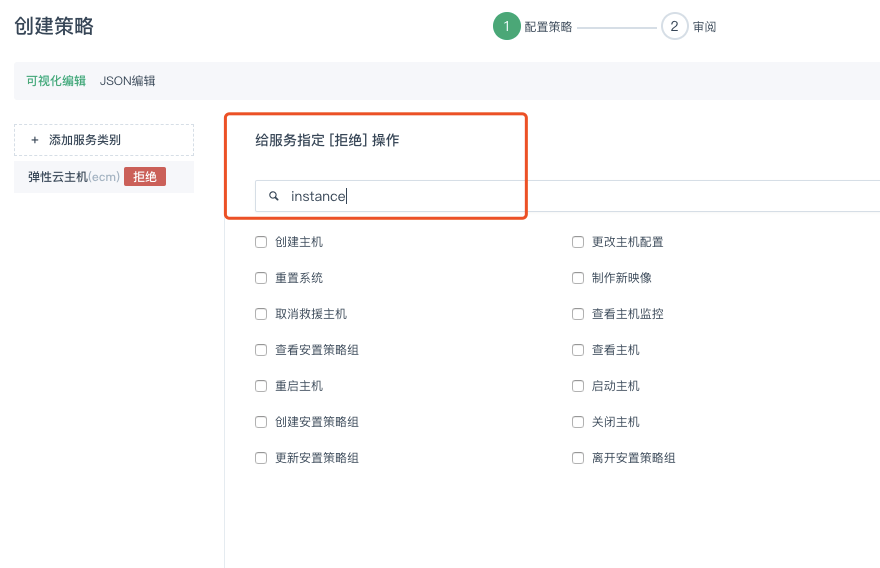 创建策略
1 配置策略 2 审阅
可视化编辑 JSON编辑
+ 添加服务类别
弹性云主机(ecm) 拒绝
给服务指定 [拒绝] 操作
instance
创建主机 更改主机配置
重置系统 制作新映像
取消救援主机 查看主机监控
查看安置策略组 查看主机
重启主机 启动主机
创建安置策略组 关闭主机
更新安置策略组 离开安置策略组